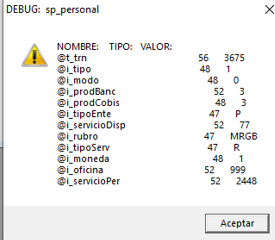 DEBUG: sp_personal
NOMBRE: TIPO: VALOR:
@t_trn 56 3675
@i_tipo 48 1
@i_modo 48 0
@i_prodBanc 52 3
@i_prodCobis 48 3
@i_tipoEnte 47 P
@i_servicioDisp 52 77
@i_rubro 47 MRGB
@i_tipoServ 47 R
@i_moneda 48 1
@i_oficina 52 999
@i_servicioPer 52 2448
Aceptar